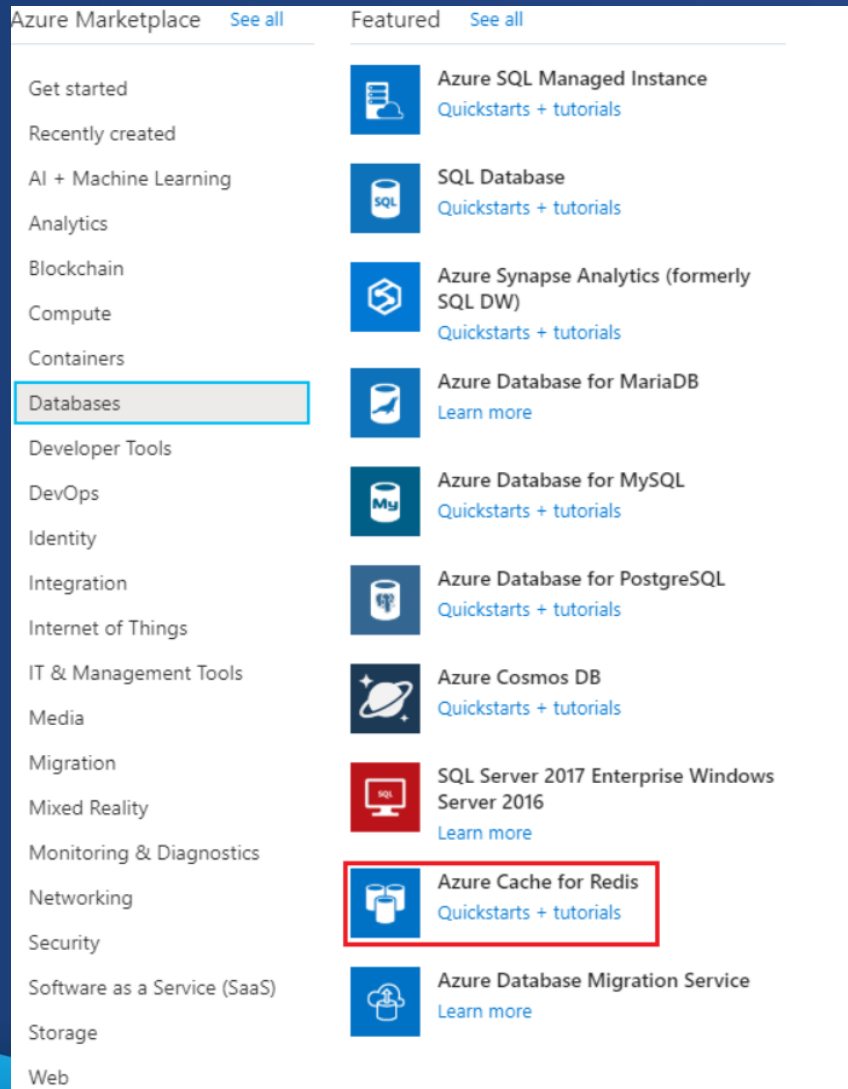 Azure Marketplace See all
Get started
Recently created
AI + Machine Learning
Analytics
Blockchain
Compute
Containers
Databases
Developer Tools
DevOps
Identity
Integration
Internet of Things
IT & Management Tools
Media
Migration
Mixed Reality
Monitoring & Diagnostics
Networking
Security
Software as a Service (SaaS)
Storage
Web
Featured See all
Azure SQL Managed Instance
Quickstarts + tutorials
SQL
SQL Database
Quickstarts + tutorials
Azure Synapse Analytics (formerly
SQL DW)
Quickstarts + tutorials
Azure Database for MariaDB
Learn more
My
Azure Database for MySQL
Quickstarts + tutorials
Azure Database for PostgreSQL
Quickstarts + tutorials
Azure Cosmos DB
Quickstarts + tutorials
SQL
SQL Server 2017 Enterprise Windows
Server 2016
Learn more
Azure Cache for Redis
Quickstarts + tutorials
Azure Database Migration Service
Learn more